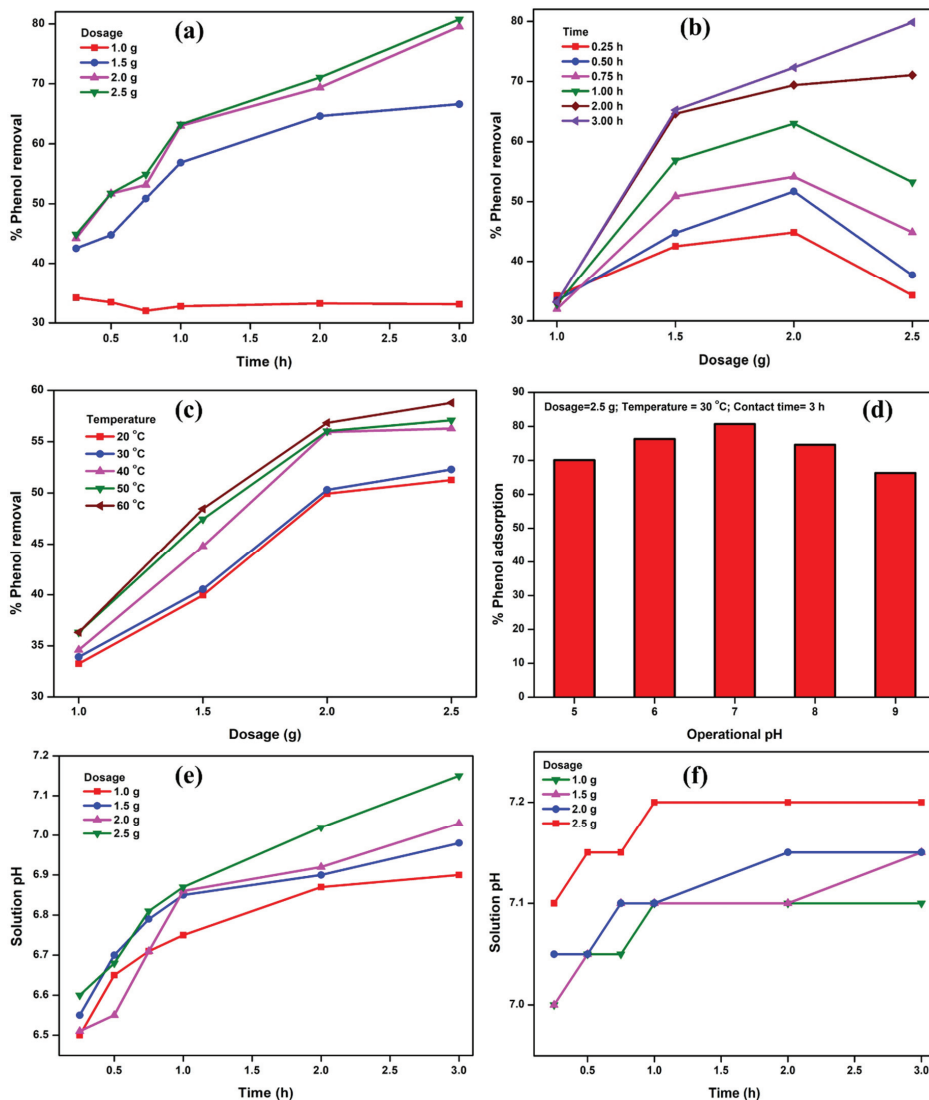 (a)
Dosage
1.0 g
1.5 g
2.0 g
2.5 g
80
70
60
50
40
30
% Phenol removal
0.5 1.0 1.5 2.0 2.5 3.0
Time (h)
(b)
Time
0.25 h
0.50 h
0.75 h
1.00 h
2.00 h
3.00 h
80
70
60
50
40
30
% Phenol removal
1.0 1.5 2.0 2.5
Dosage (g)
(c)
Temperature
20 °C
30 °C
40 °C
50 °C
60 °C
60
55
50
45
40
35
30
% Phenol removal
1.0 1.5 2.0 2.5
Dosage (g)
Dosage=2.5 g; Temperature = 30 °C; Contact time= 3 h
(d)
90
80
70
60
50
40
30
20
10
0
% Phenol adsorption
5 6 7 8 9
Operational pH
(e)
Dosage
1.0 g
1.5 g
2.0 g
2.5 g
7.2
7.1
7.0
6.9
6.8
6.7
6.6
6.5
Solution pH
0.5 1.0 1.5 2.0 2.5 3.0
Time (h)
(f)
Dosage
1.0 g
1.5 g
2.0 g
2.5 g
7.2
7.1
7.0
Solution pH
0.5 1.0 1.5 2.0 2.5 3.0
Time (h)